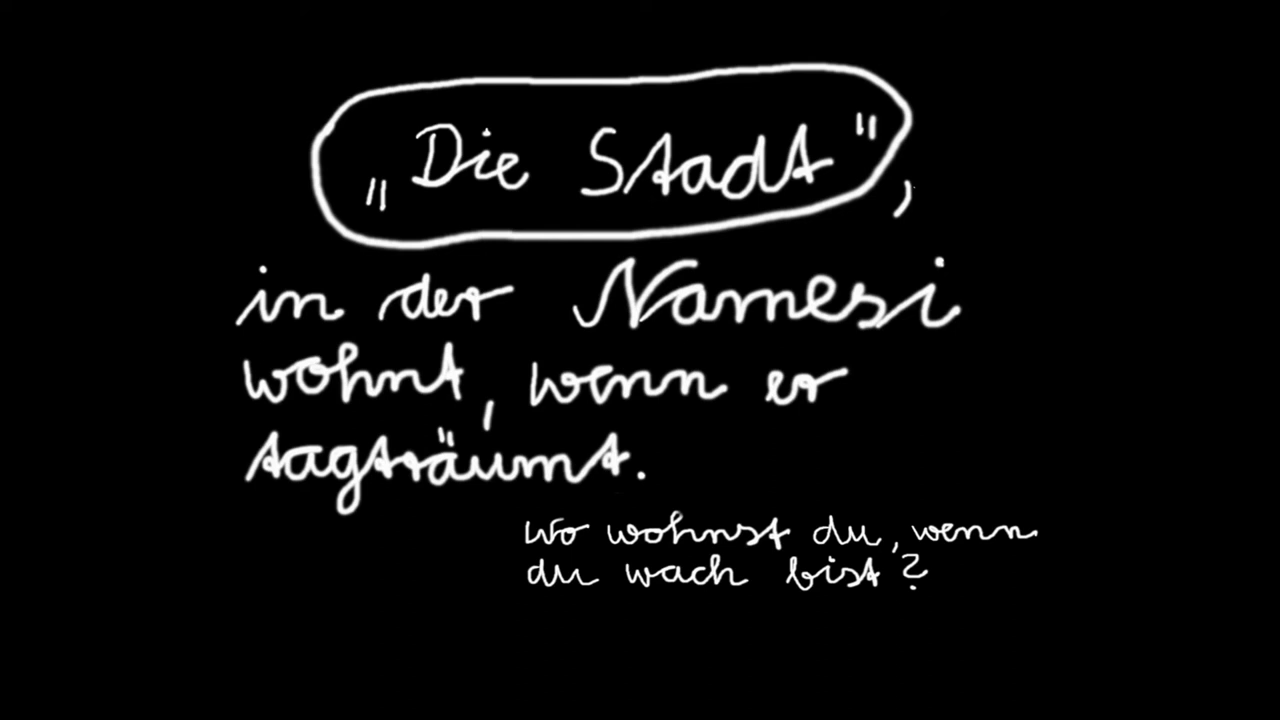 „Die Stadt",
in der Namesi
wohnt, wenn er
tagträumt.
Wo wohnst du, wenn
du wach bist?